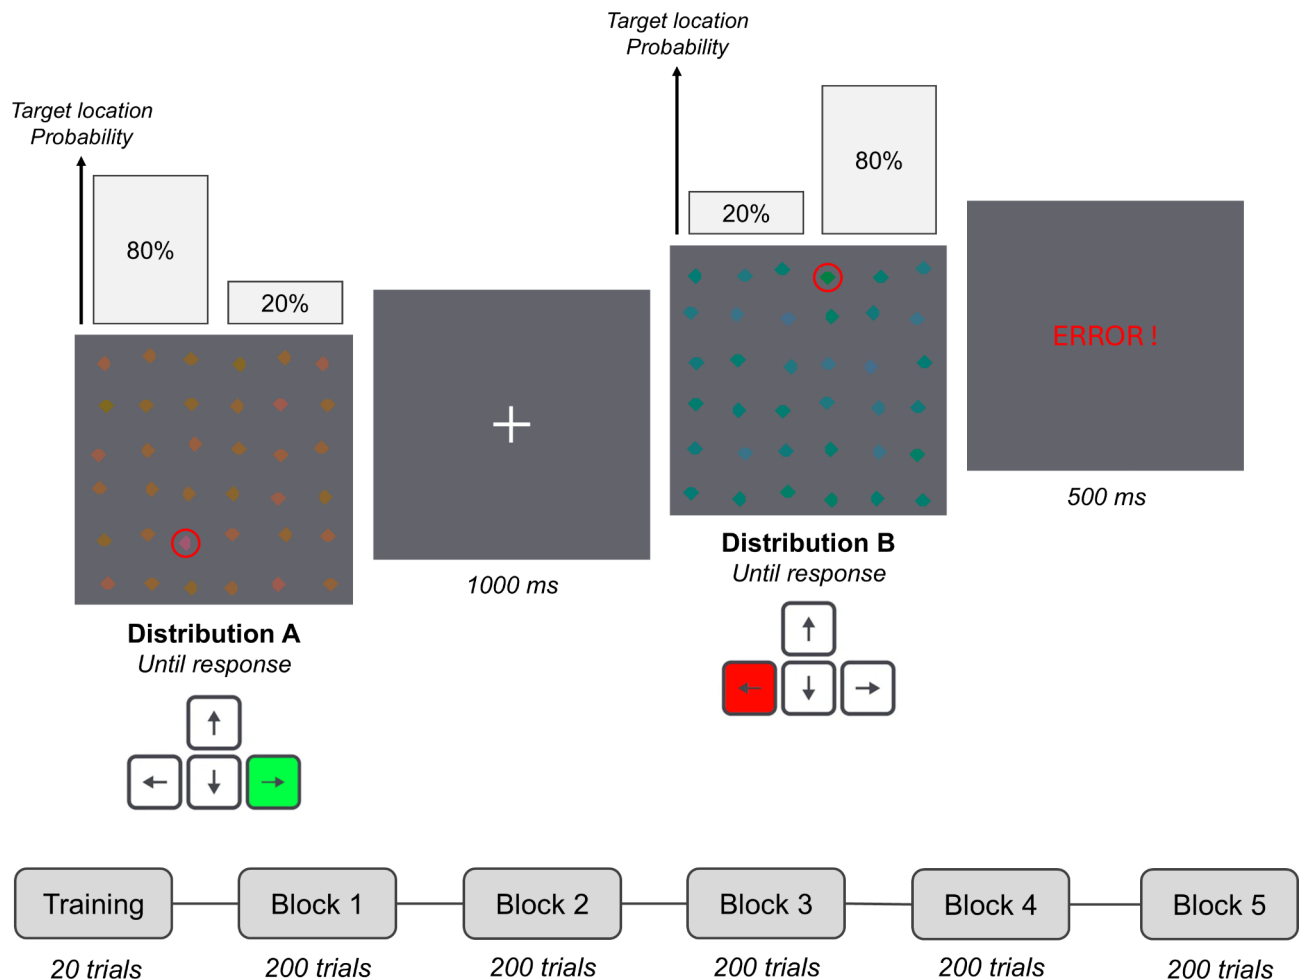 Target location
Probability
80%
20%
Distribution A
Until response
1000 ms
Target location
Probability
20%
80%
Distribution B
Until response
ERROR !
500 ms
Training
Block 1
Block 2
Block 3
Block 4
Block 5
20 trials
200 trials
200 trials
200 trials
200 trials
200 trials